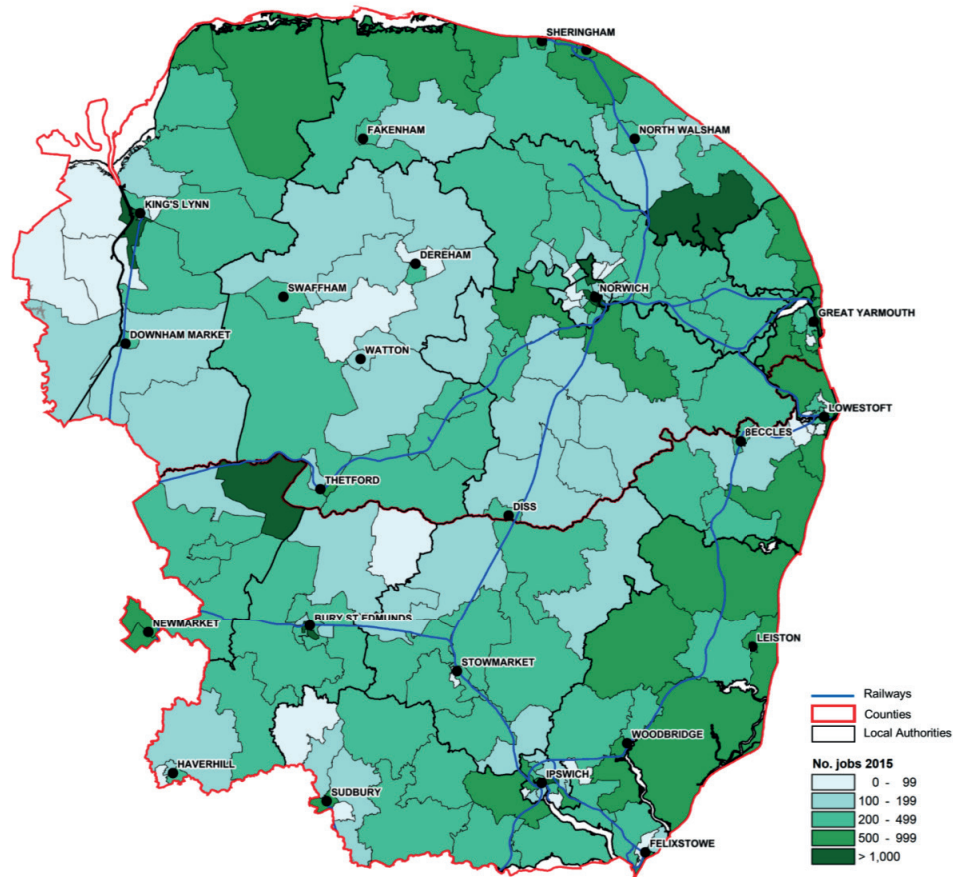 SHERINGHAM
FAKENHAM
NORTH WALSHAM
KING'S LYNN
DEREHAM
SWAFFHAM
NORWICH
GREAT YARMOUTH
DOWNHAM MARKET
WATTON
LOWESTOFT
BECCLES
THETFORD
DISS
BURY ST EDMUNDS
NEWMARKET
LEISTON
STOWMARKET
Railways
Counties
Local Authorities
WOODBRIDGE
HAVERHILL
IPSWICH
SUDBURY
FELIXSTOWE
No. jobs 2015
0 - 99
100 - 199
200 - 499
500 - 999
> 1,000